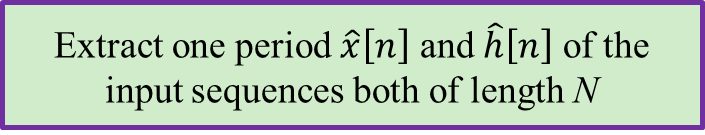 Extract one period x̂[n] and ĥ[n] of the
input sequences both of length N